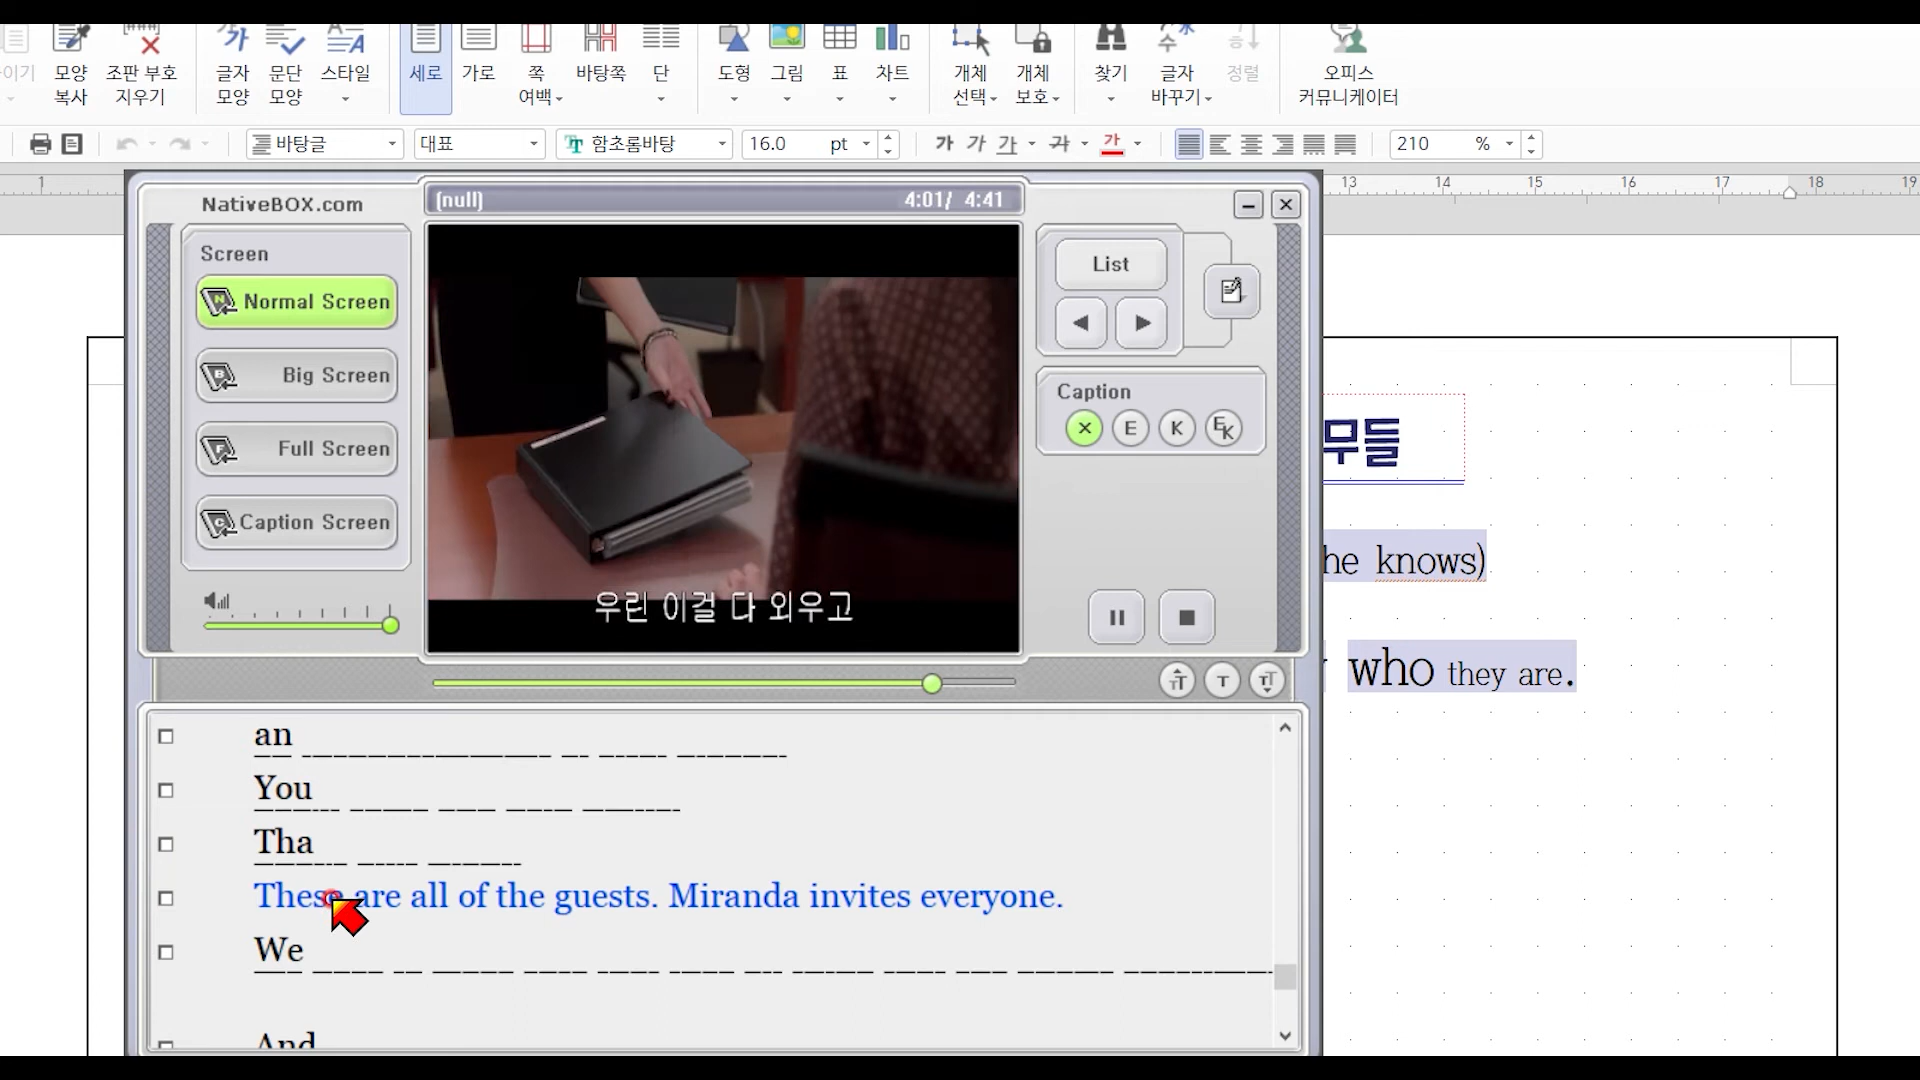 이기 모양 조판 부호 글자 문단 스타일 세로 가로 쪽 바탕쪽 단 도형 그림 표 차트 개체 개체 찾기 글자 정렬 오피스
복사 지우기 모양 모양 여백 선택 보호 바꾸기 커뮤니케이터
바탕글 대표 함초롬바탕 16.0 pt 가 가 가 가 가 210 %
1 13 14 15 16 17 18 19
NativeBOX.com (null) 4:01/ 4:41
Screen
Normal Screen
Big Screen
Full Screen
Caption Screen
List
Caption
X E K EK
우린 이걸 다 외우고
T T T
무들
he knows)
who they are.
an
You
Tha
These are all of the guests. Miranda invites everyone.
We
And